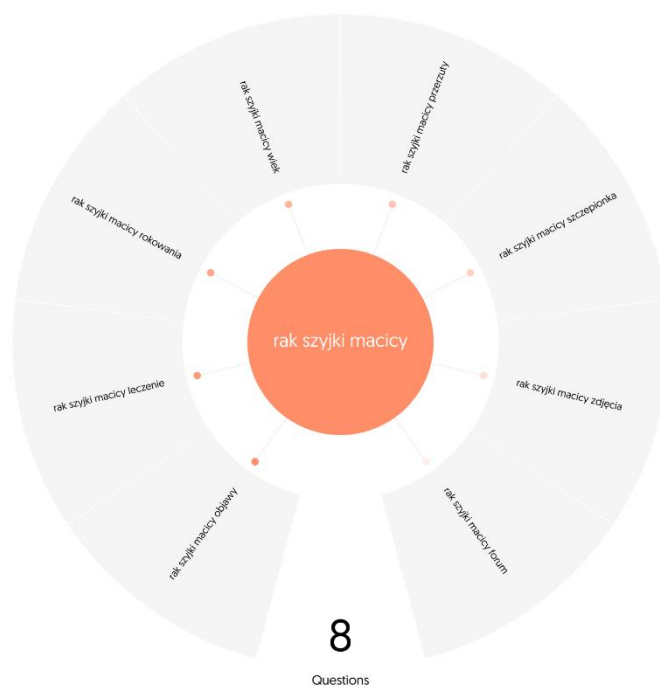 rak szyjki macicy wiek
rak szyjki macicy przerzuty
rak szyjki macicy rokowania
rak szyjki macicy szczepionka
rak szyjki macicy
rak szyjki macicy leczenie
rak szyjki macicy zdjęcia
rak szyjki macicy objawy
rak szyjki macicy forum
8
Questions